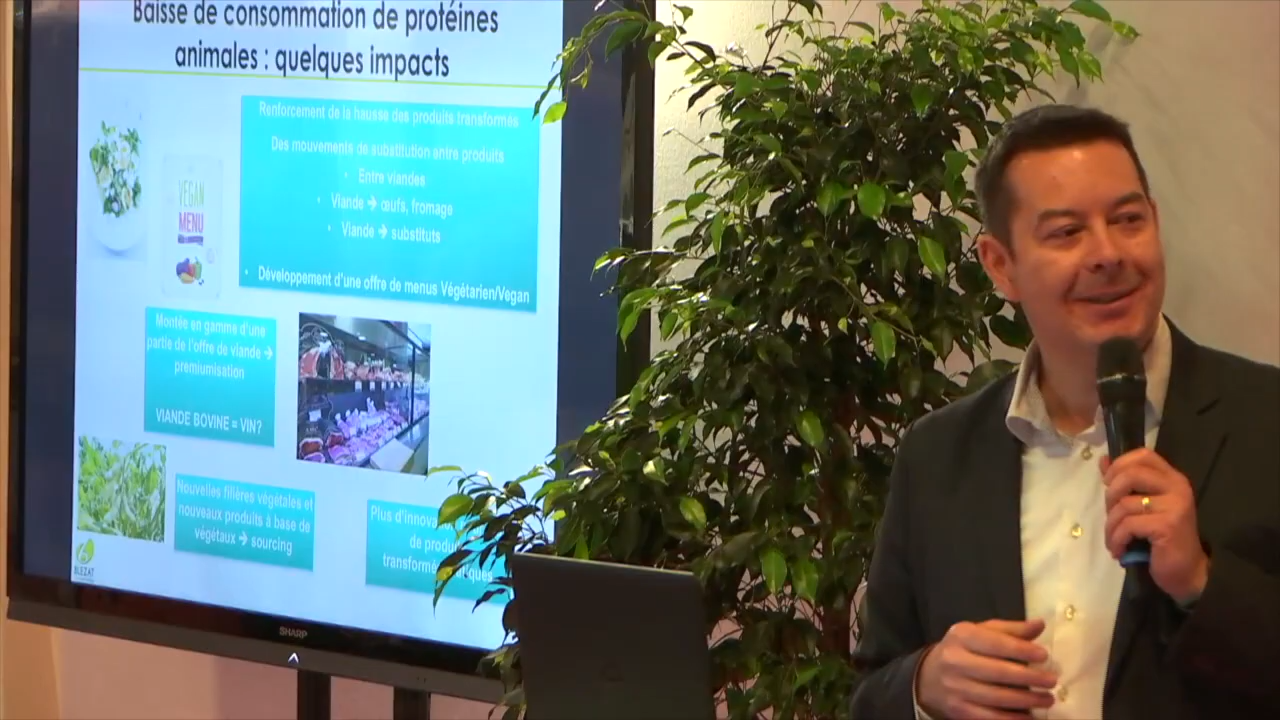 Baisse de consommation de protéines
animales : quelques impacts
Renforcement de la hausse des produits transformés
Des mouvements de substitution entre produits
• Entre viandes
• Viande → œufs, fromage
• Viande → substituts
• Développement d'une offre de menus Végétarien/Vegan
VEGAN
MENU
Montée en gamme d'une
partie de l'offre de viande →
premiumisation
VIANDE BOVINE = VIN?
Nouvelles filières végétales et
nouveaux produits à base de
végétaux → sourcing
Plus d'innova
de produ
transformé
BLEZAT
SHARP